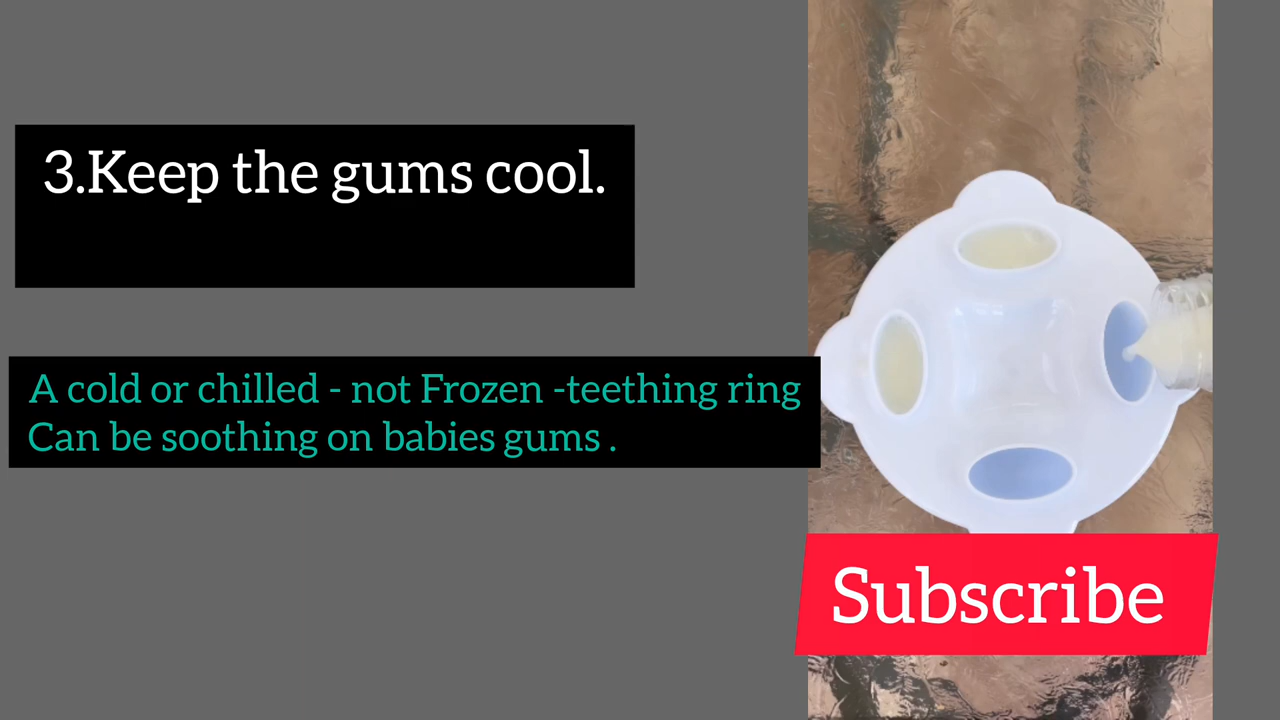 3.Keep the gums cool.
A cold or chilled - not Frozen -teething ring
Can be soothing on babies gums .
Subscribe